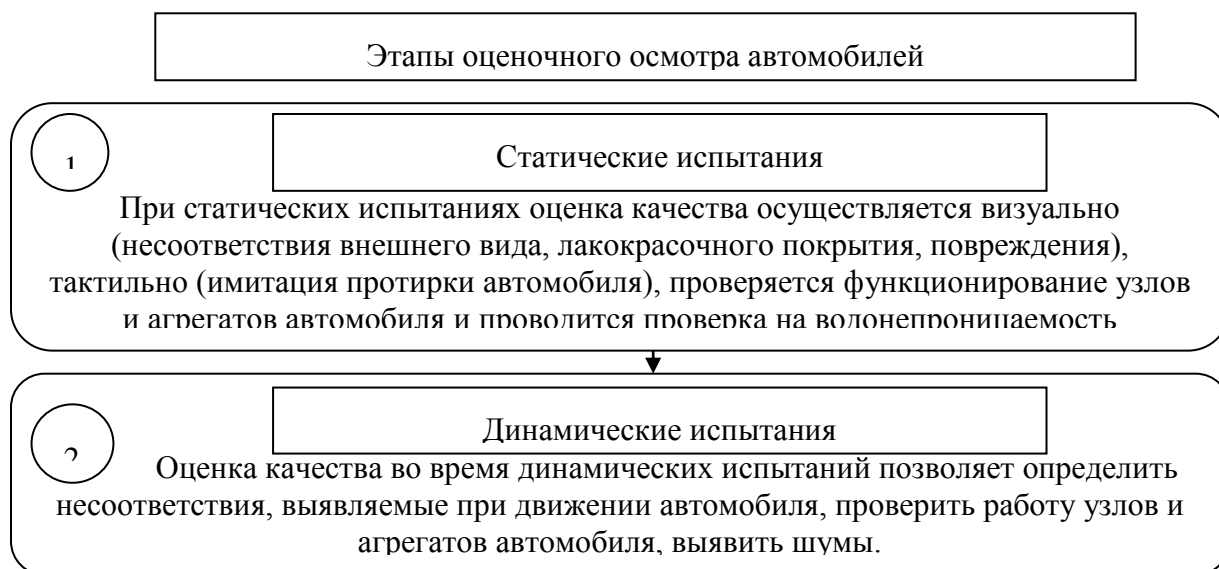 Этапы оценочного осмотра автомобилей
1
Статические испытания
При статических испытаниях оценка качества осуществляется визуально
(несоответствия внешнего вида, лакокрасочного покрытия, повреждения),
тактильно (имитация протирки автомобиля), проверяется функционирование узлов
и агрегатов автомобиля и проводится проверка на водонепроницаемость
2
Динамические испытания
Оценка качества во время динамических испытаний позволяет определить
несоответствия, выявляемые при движении автомобиля, проверить работу узлов и
агрегатов автомобиля, выявить шумы.